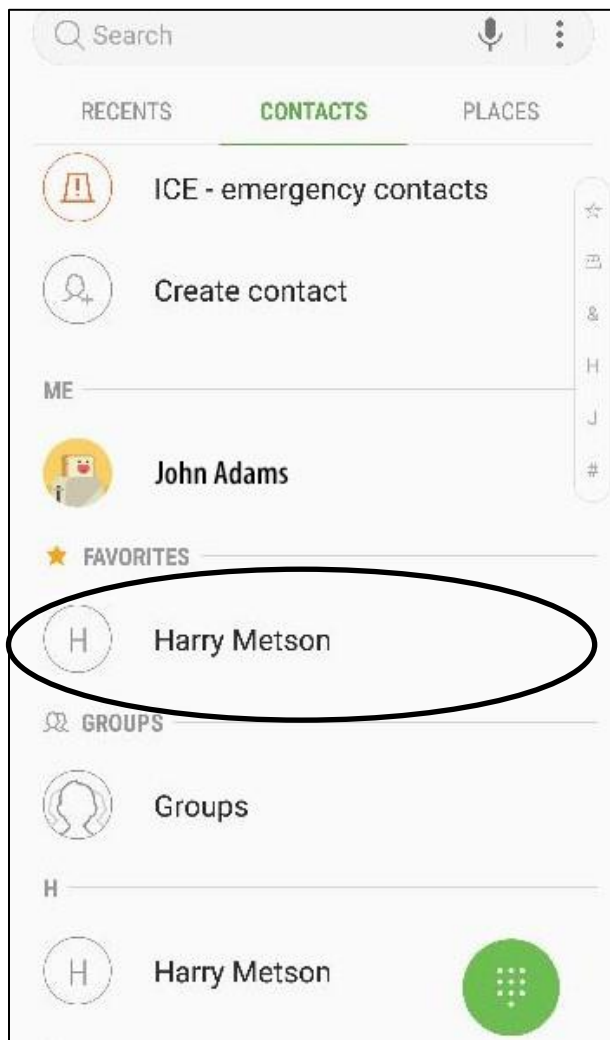 Search
RECENTS CONTACTS PLACES
ICE - emergency contacts
☆
Create contact
&
H
ME
J
John Adams
#
★ FAVORITES
H Harry Metson
GROUPS
Groups
H
H Harry Metson